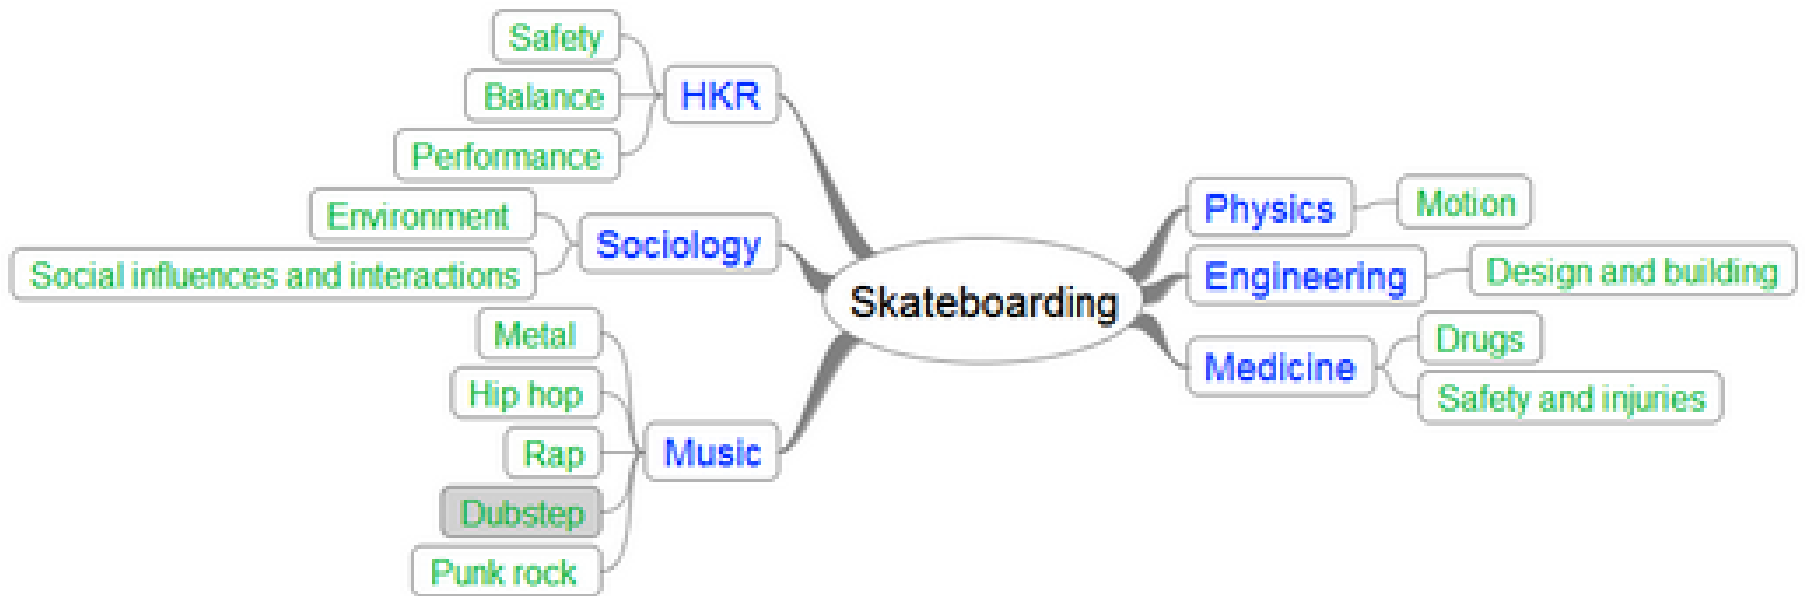 Safety
HKR
Balance
Performance
Environment
Sociology
Social influences and interactions
Metal
Hip hop
Rap
Music
Dubstep
Punk rock
Skateboarding
Physics
Motion
Engineering
Design and building
Medicine
Drugs
Safety and injuries